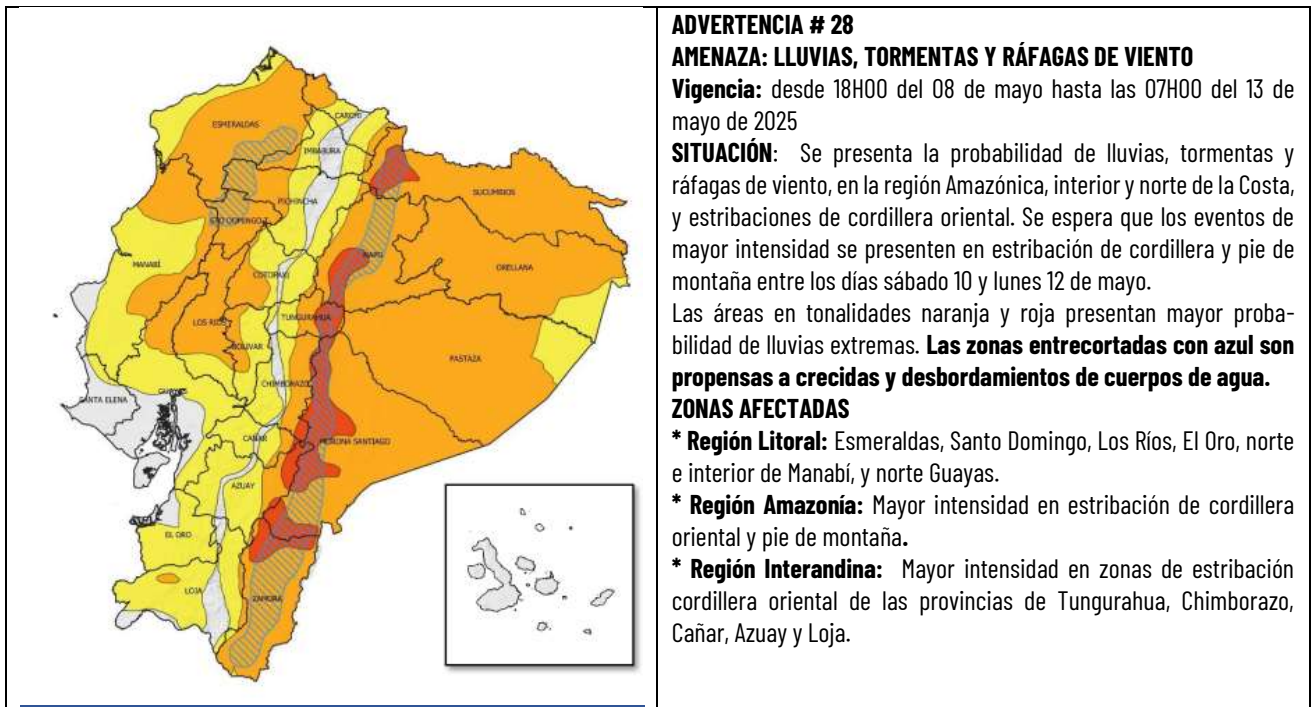 ESMERALDAS
CARCHI
IMBABURA
SUCUMBIOS
PICHINCHA
STO DOMINGO T.
NAPO
ORELLANA
MANABÍ
COTOPAXI
LOS RIOS
TUNGURAHUA
BOLIVAR
PASTAZA
CHIMBORAZO
GUAYAS
SANTA ELENA
CAÑAR
MORONA SANTIAGO
AZUAY
EL ORO
LOJA
ZAMORA
ADVERTENCIA # 28
AMENAZA: LLUVIAS, TORMENTAS Y RÁFAGAS DE VIENTO
Vigencia: desde 18H00 del 08 de mayo hasta las 07H00 del 13 de
mayo de 2025
SITUACIÓN: Se presenta la probabilidad de lluvias, tormentas y
ráfagas de viento, en la región Amazónica, interior y norte de la Costa,
y estribaciones de cordillera oriental. Se espera que los eventos de
mayor intensidad se presenten en estribación de cordillera y pie de
montaña entre los días sábado 10 y lunes 12 de mayo.
Las áreas en tonalidades naranja y roja presentan mayor proba-
bilidad de lluvias extremas. Las zonas entrecortadas con azul son
propensas a crecidas y desbordamientos de cuerpos de agua.
ZONAS AFECTADAS
* Región Litoral: Esmeraldas, Santo Domingo, Los Ríos, El Oro, norte
e interior de Manabí, y norte Guayas.
* Región Amazonía: Mayor intensidad en estribación de cordillera
oriental y pie de montaña.
* Región Interandina: Mayor intensidad en zonas de estribación
cordillera oriental de las provincias de Tungurahua, Chimborazo,
Cañar, Azuay y Loja.